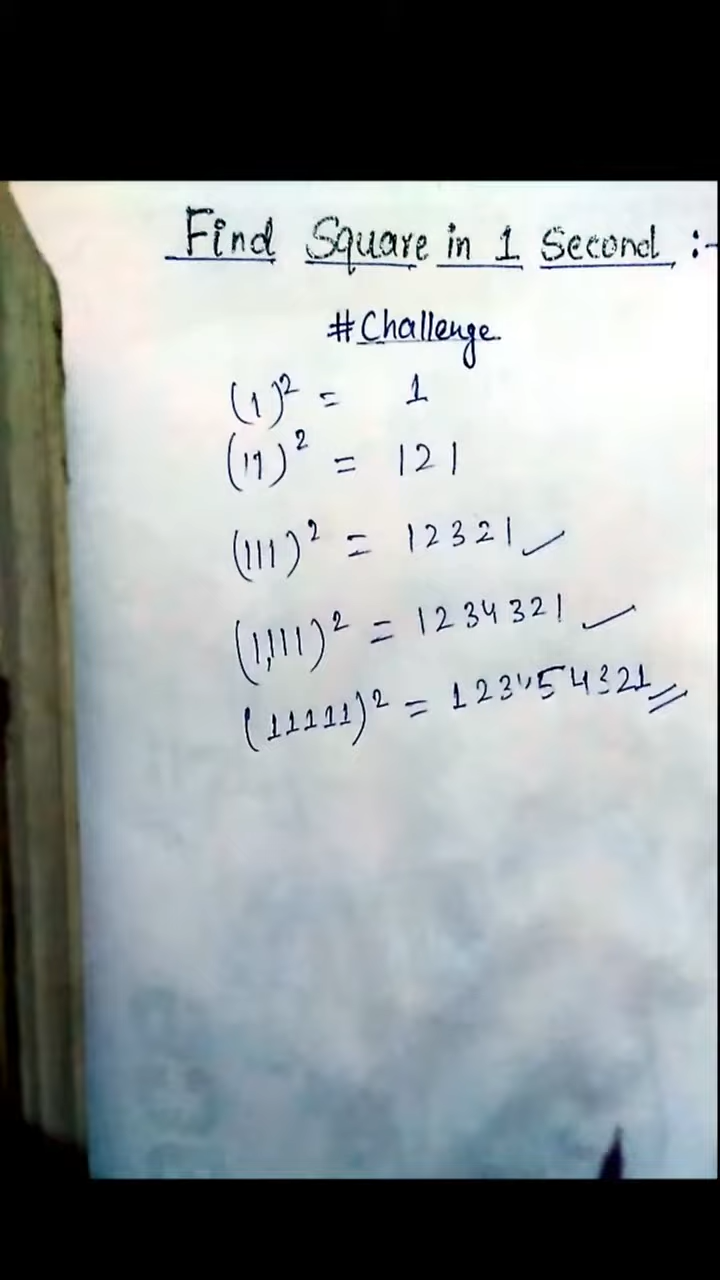 Find Square in 1 Second :-
#Challenge
(1)² = 1
(11)² = 121
(111)² = 12321
(1,111)² = 1234321
(11111)² = 123454321